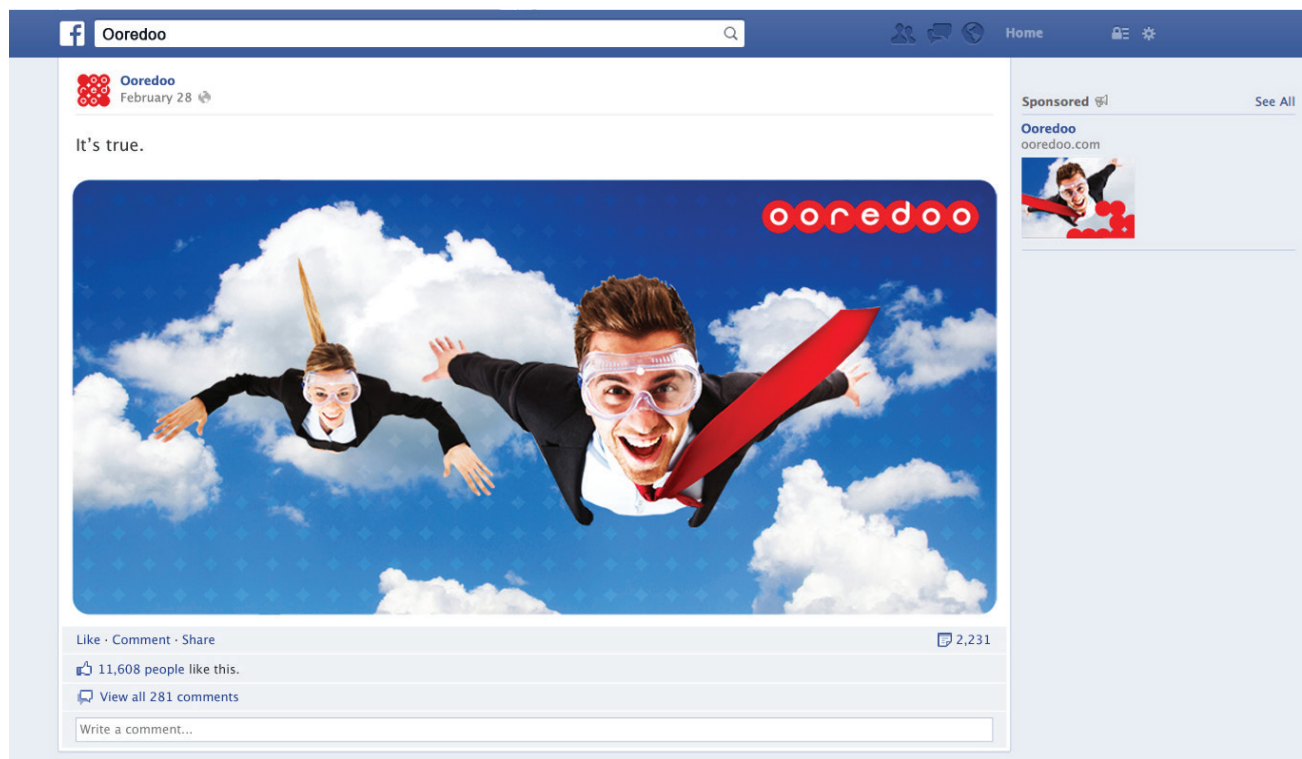 Ooredoo
Home
Ooredoo
February 28
It's true.
ooredoo
Like · Comment · Share
2,231
11,608 people like this.
View all 281 comments
Write a comment...
Sponsored
See All
Ooredoo
ooredoo.com